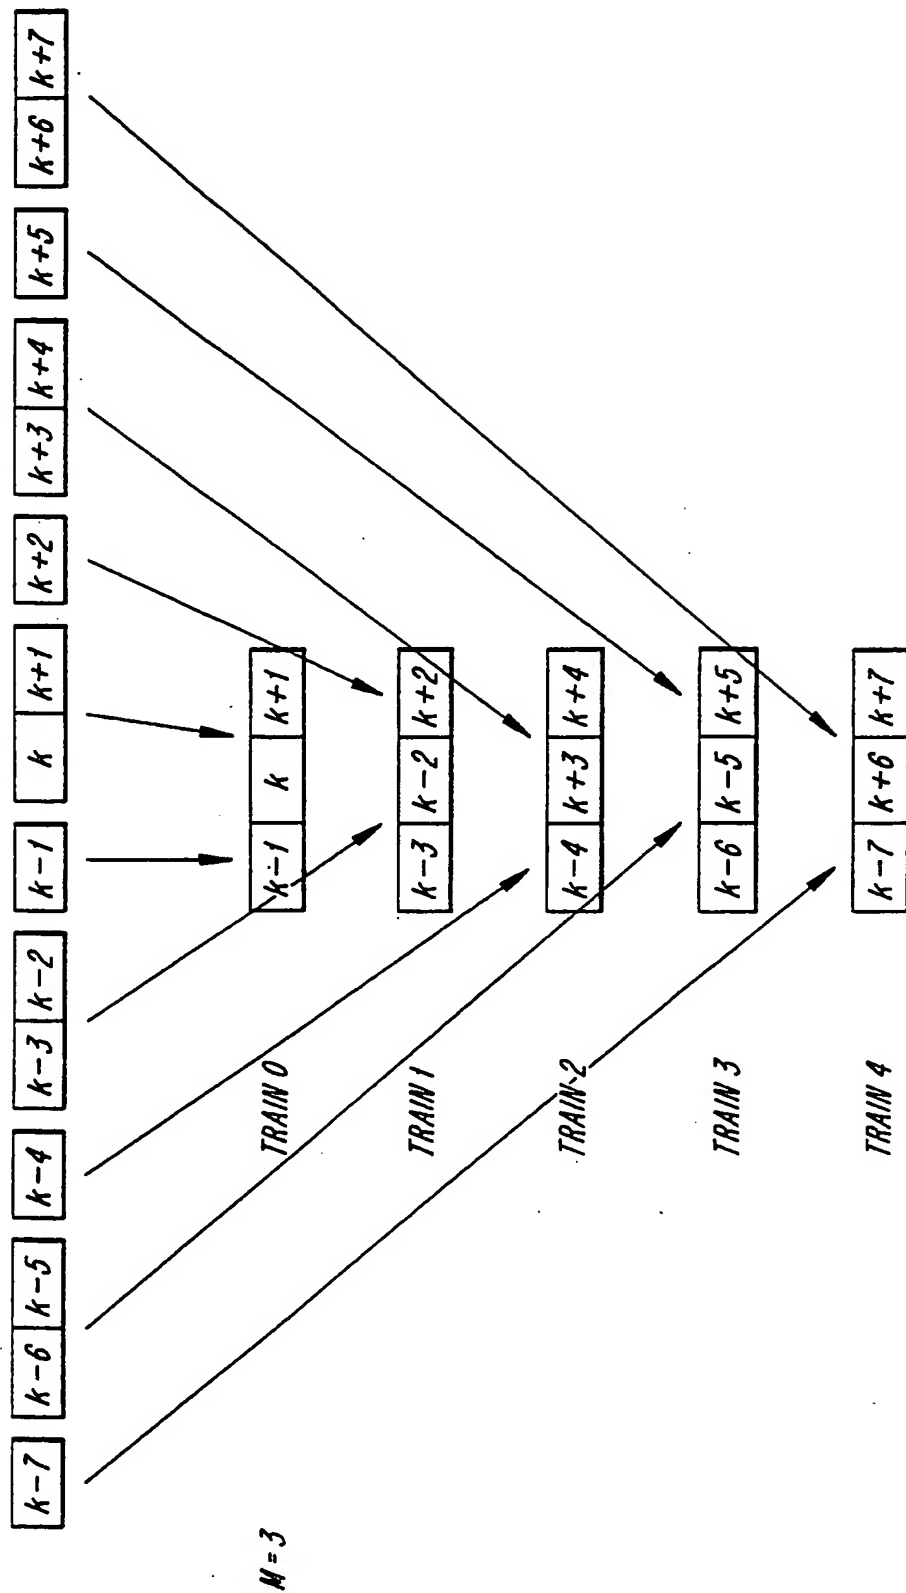 k-7 k-6 k-5 k-4 k-3 k-2 k-1 k k+1 k+2 k+3 k+4 k+5 k+6 k+7
M=3
TRAIN 0 k-1 k k+1
TRAIN 1 k-3 k-2 k+2
TRAIN 2 k-4 k+3 k+4
TRAIN 3 k-6 k-5 k+5
TRAIN 4 k-7 k+6 k+7